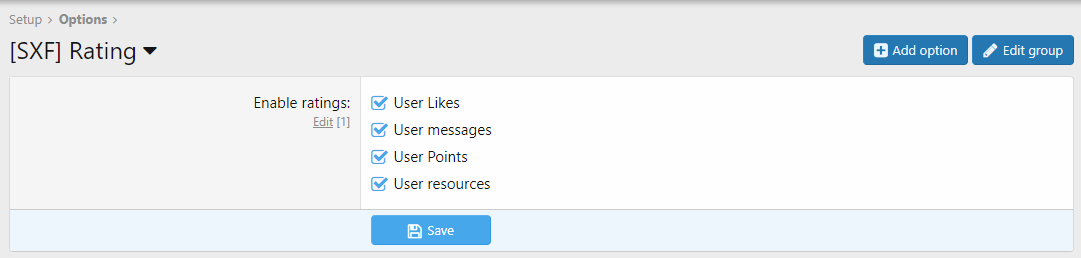 Setup > Options >
[SXF] Rating
Add option
Edit group
Enable ratings:
Edit [1]
User Likes
User messages
User Points
User resources
Save